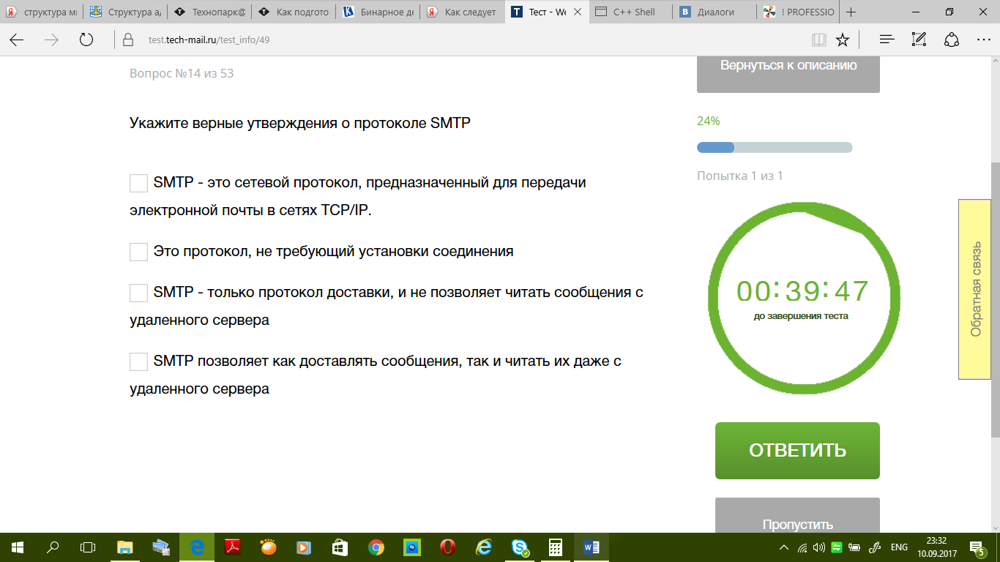 структура мі
Структура ад
Технопарк@
Как подгото
Бинарное де
Как следует
Тест - We
C++ Shell
Диалоги
! PROFESSIO
test.tech-mail.ru/test_info/49
Вопрос №14 из 53
Вернуться к описанию
Укажите верные утверждения о протоколе SMTP
24%
SMTP - это сетевой протокол, предназначенный для передачи
электронной почты в сетях TCP/IP.
Это протокол, не требующий установки соединения
SMTP - только протокол доставки, и не позволяет читать сообщения с
удаленного сервера
SMTP позволяет как доставлять сообщения, так и читать их даже с
удаленного сервера
Попытка 1 из 1
00:39:47
до завершения теста
Обратная связь
ОТВЕТИТЬ
Пропустить
ENG
23:32
10.09.2017
5